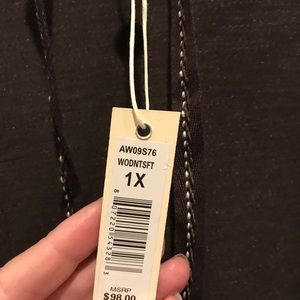 AW09S76
WODNTSFT
1X
MSRP
$98.00